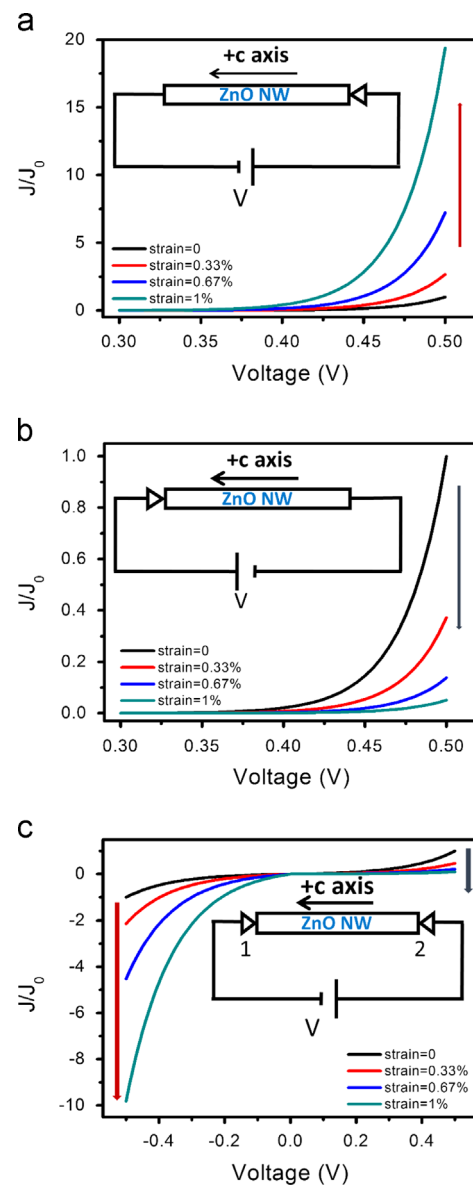 a
20
15
10
5
0
J/J₀
+c axis
ZnO NW
V
strain=0
strain=0.33%
strain=0.67%
strain=1%
0.30 0.35 0.40 0.45 0.50
Voltage (V)
b
1.0
0.8
0.6
0.4
0.2
0.0
J/J₀
+c axis
ZnO NW
V
strain=0
strain=0.33%
strain=0.67%
strain=1%
0.30 0.35 0.40 0.45 0.50
Voltage (V)
c
0
-2
-4
-6
-8
-10
J/J₀
+c axis
ZnO NW
1 2
V
strain=0
strain=0.33%
strain=0.67%
strain=1%
-0.4 -0.2 0.0 0.2 0.4
Voltage (V)